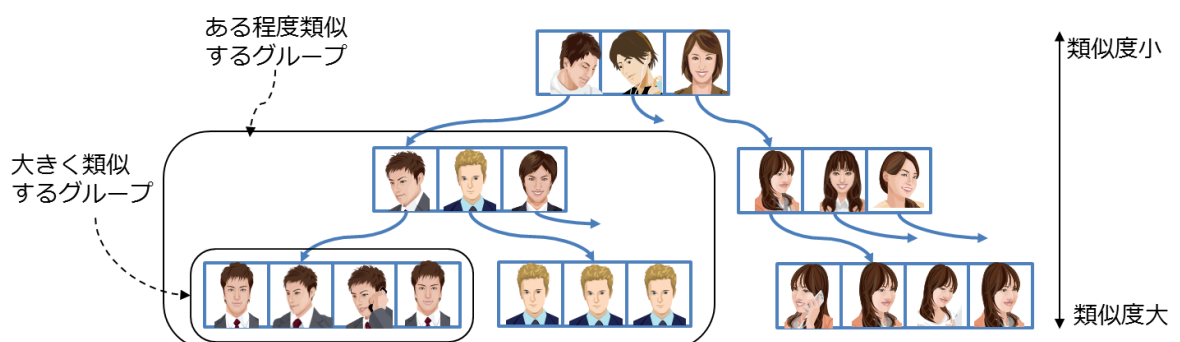 ある程度類似
するグループ
類似度小
大きく類似
するグループ
類似度大